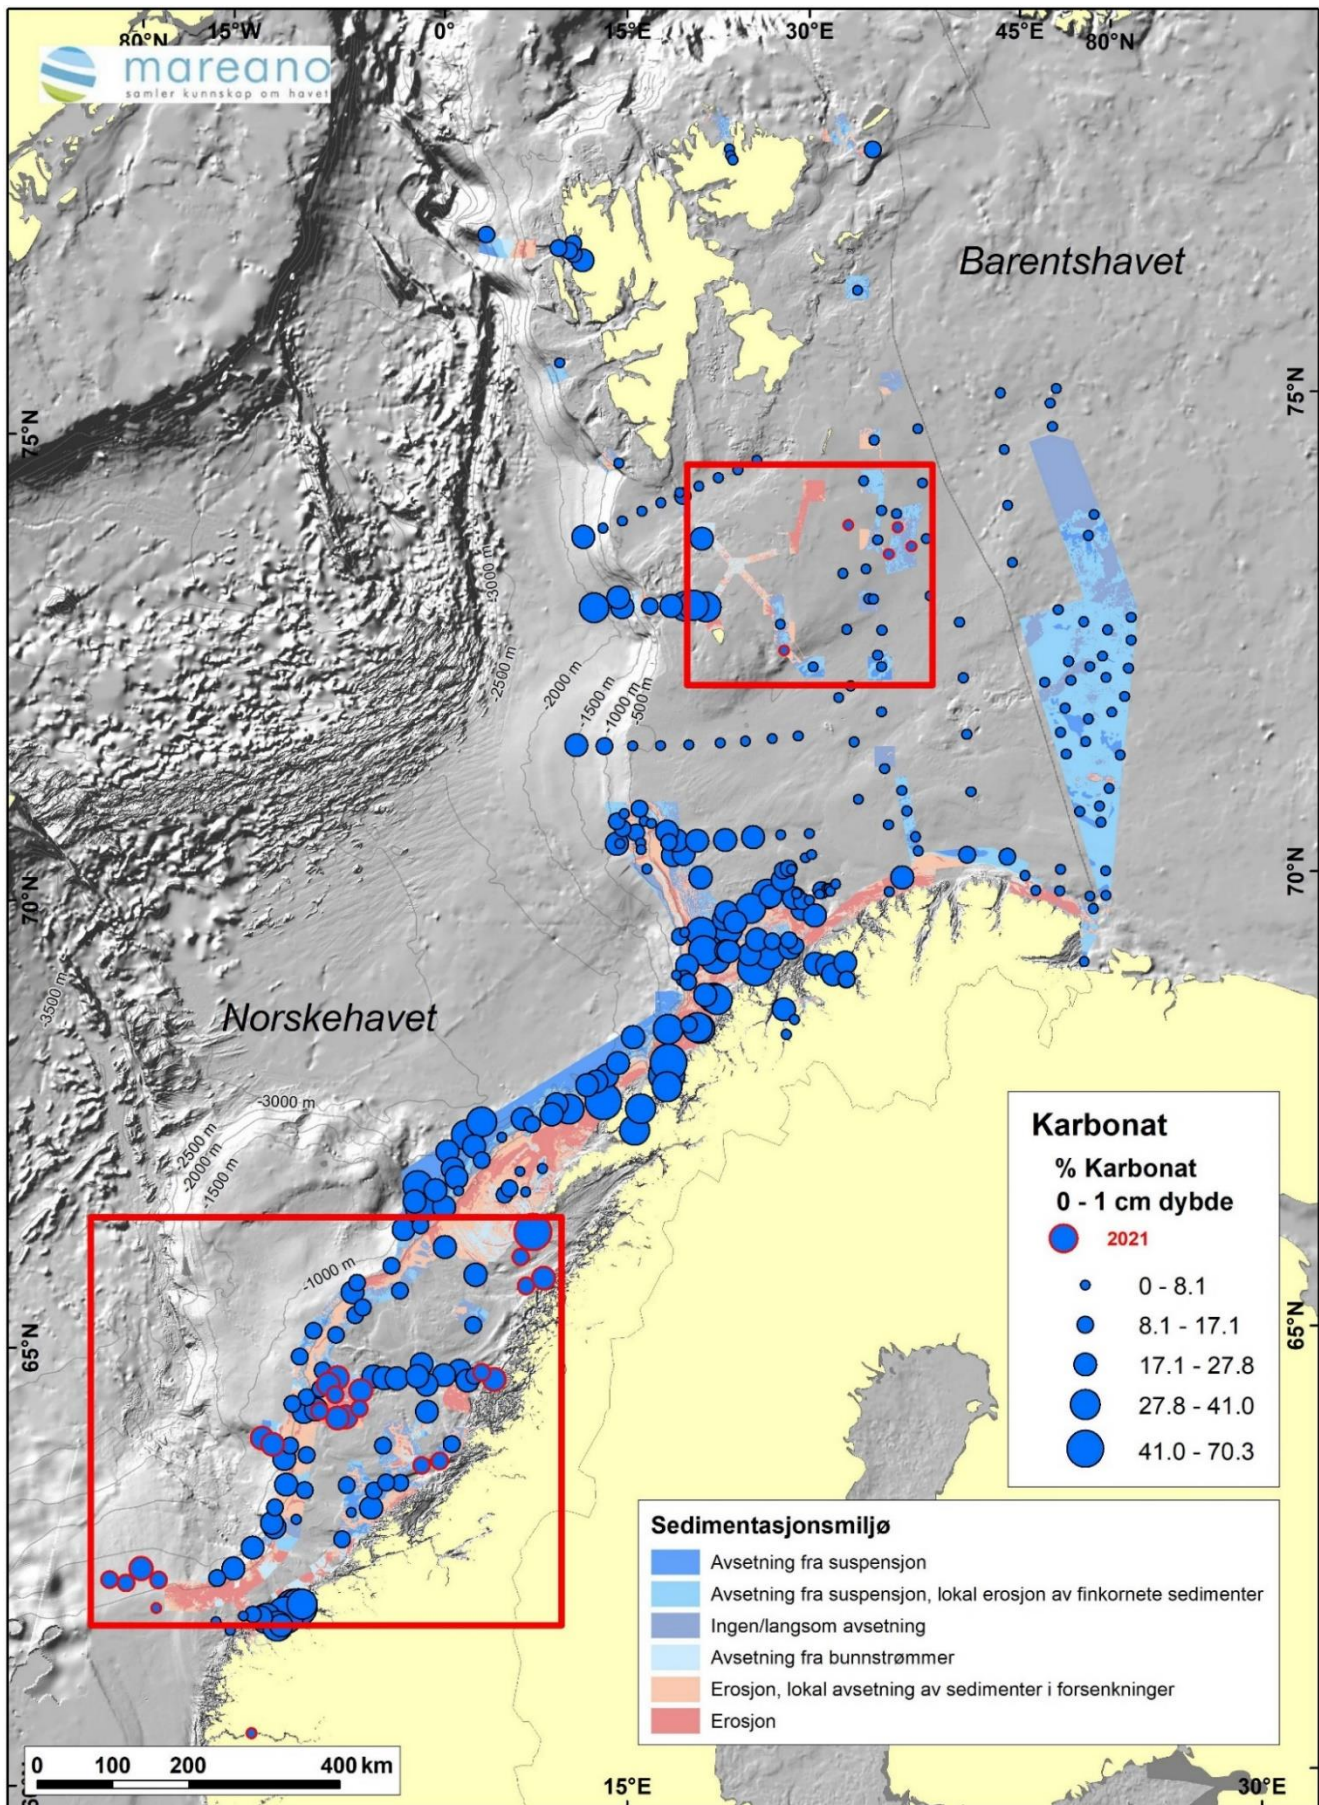 80°N 15°W 0° 15°E 30°E 45°E 80°N
mareano
samler kunnskap om havet
Barentshavet
75°N
75°N
-3000 m
-2500 m
-2000 m
-1500 m
-1000 m
-500 m
70°N
70°N
-3500 m
Norskehavet
-3000 m
-2500 m
-2000 m
-1500 m
-1000 m
65°N
65°N
Karbonat
% Karbonat
0 - 1 cm dybde
2021
0 - 8.1
8.1 - 17.1
17.1 - 27.8
27.8 - 41.0
41.0 - 70.3
Sedimentasjonsmiljø
Avsetning fra suspensjon
Avsetning fra suspensjon, lokal erosjon av finkornete sedimenter
Ingen/langsom avsetning
Avsetning fra bunnstrømmer
Erosjon, lokal avsetning av sedimenter i forsenkninger
Erosjon
0 100 200 400 km
15°E 30°E